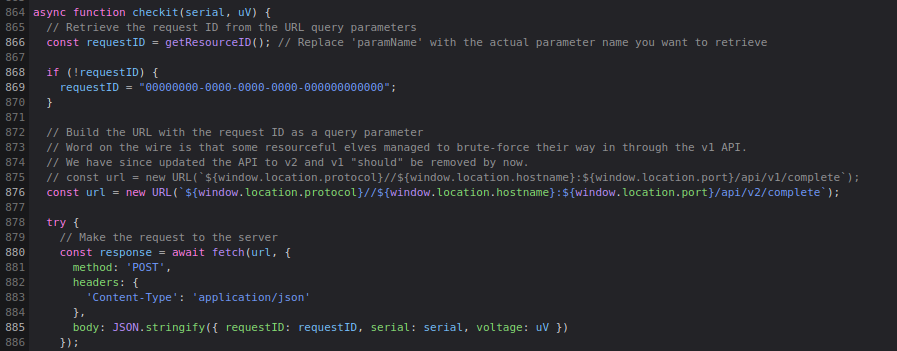 864 async function checkit(serial, uV) {
865   // Retrieve the request ID from the URL query parameters
866   const requestID = getResourceID(); // Replace 'paramName' with the actual parameter name you want to retrieve
867
868   if (!requestID) {
869     requestID = "00000000-0000-0000-0000-000000000000";
870   }
871
872   // Build the URL with the request ID as a query parameter
873   // Word on the wire is that some resourceful elves managed to brute-force their way in through the v1 API.
874   // We have since updated the API to v2 and v1 "should" be removed by now.
875   // const url = new URL(`${window.location.protocol}//${window.location.hostname}:${window.location.port}/api/v1/complete`);
876   const url = new URL(`${window.location.protocol}//${window.location.hostname}:${window.location.port}/api/v2/complete`);
877
878   try {
879     // Make the request to the server
880     const response = await fetch(url, {
881       method: 'POST',
882       headers: {
883         'Content-Type': 'application/json'
884       },
885       body: JSON.stringify({ requestID: requestID, serial: serial, voltage: uV })
886     });